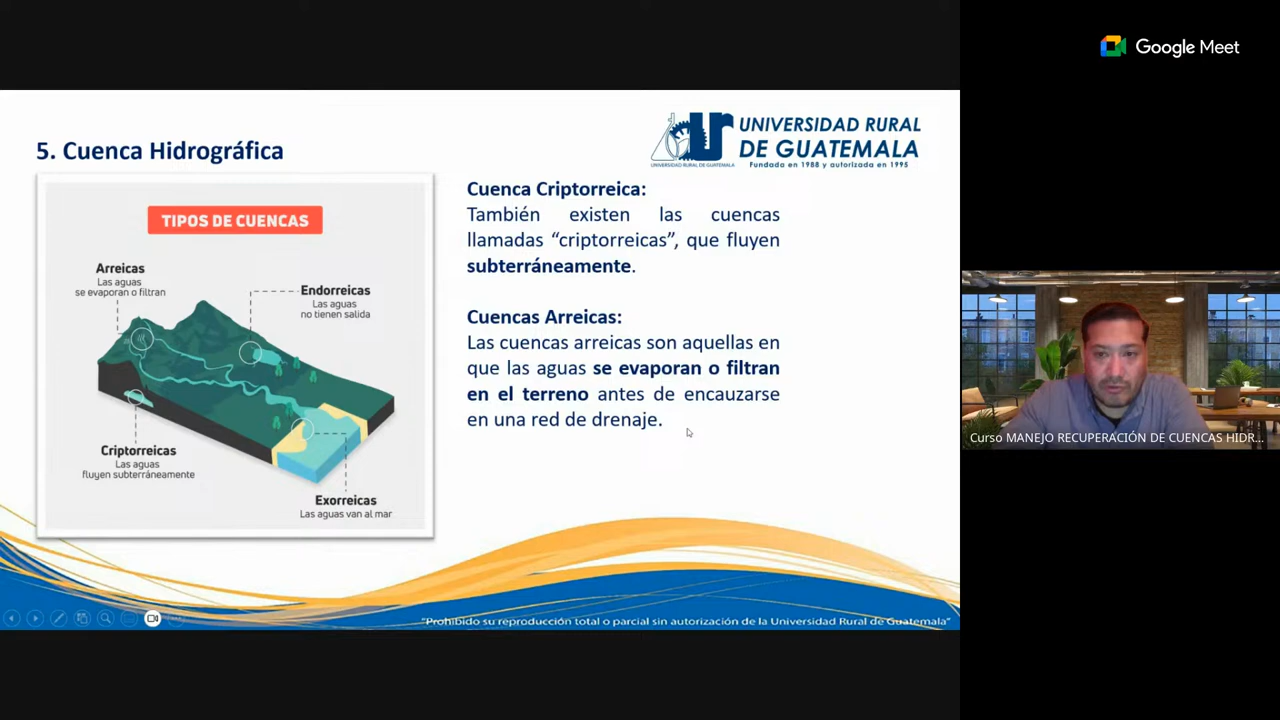 Google Meet
UNIVERSIDAD RURAL
DE GUATEMALA
Fundada en 1988 y autorizada en 1995
UNIVERSIDAD RURAL DE GUATEMALA
5. Cuenca Hidrográfica
TIPOS DE CUENCAS
Arreicas
Las aguas
se evaporan o filtran
Endorreicas
Las aguas
no tienen salida
Criptorreicas
Las aguas
fluyen subterráneamente
Exorreicas
Las aguas van al mar
Cuenca Criptorreica:
También existen las cuencas
llamadas “criptorreicas”, que fluyen
subterráneamente.
Cuencas Arreicas:
Las cuencas arreicas son aquellas en
que las aguas se evaporan o filtran
en el terreno antes de encauzarse
en una red de drenaje.
Curso MANEJO RECUPERACIÓN DE CUENCAS HIDR...
“Prohibido su reproducción total o parcial sin autorización de la Universidad Rural de Guatemala”